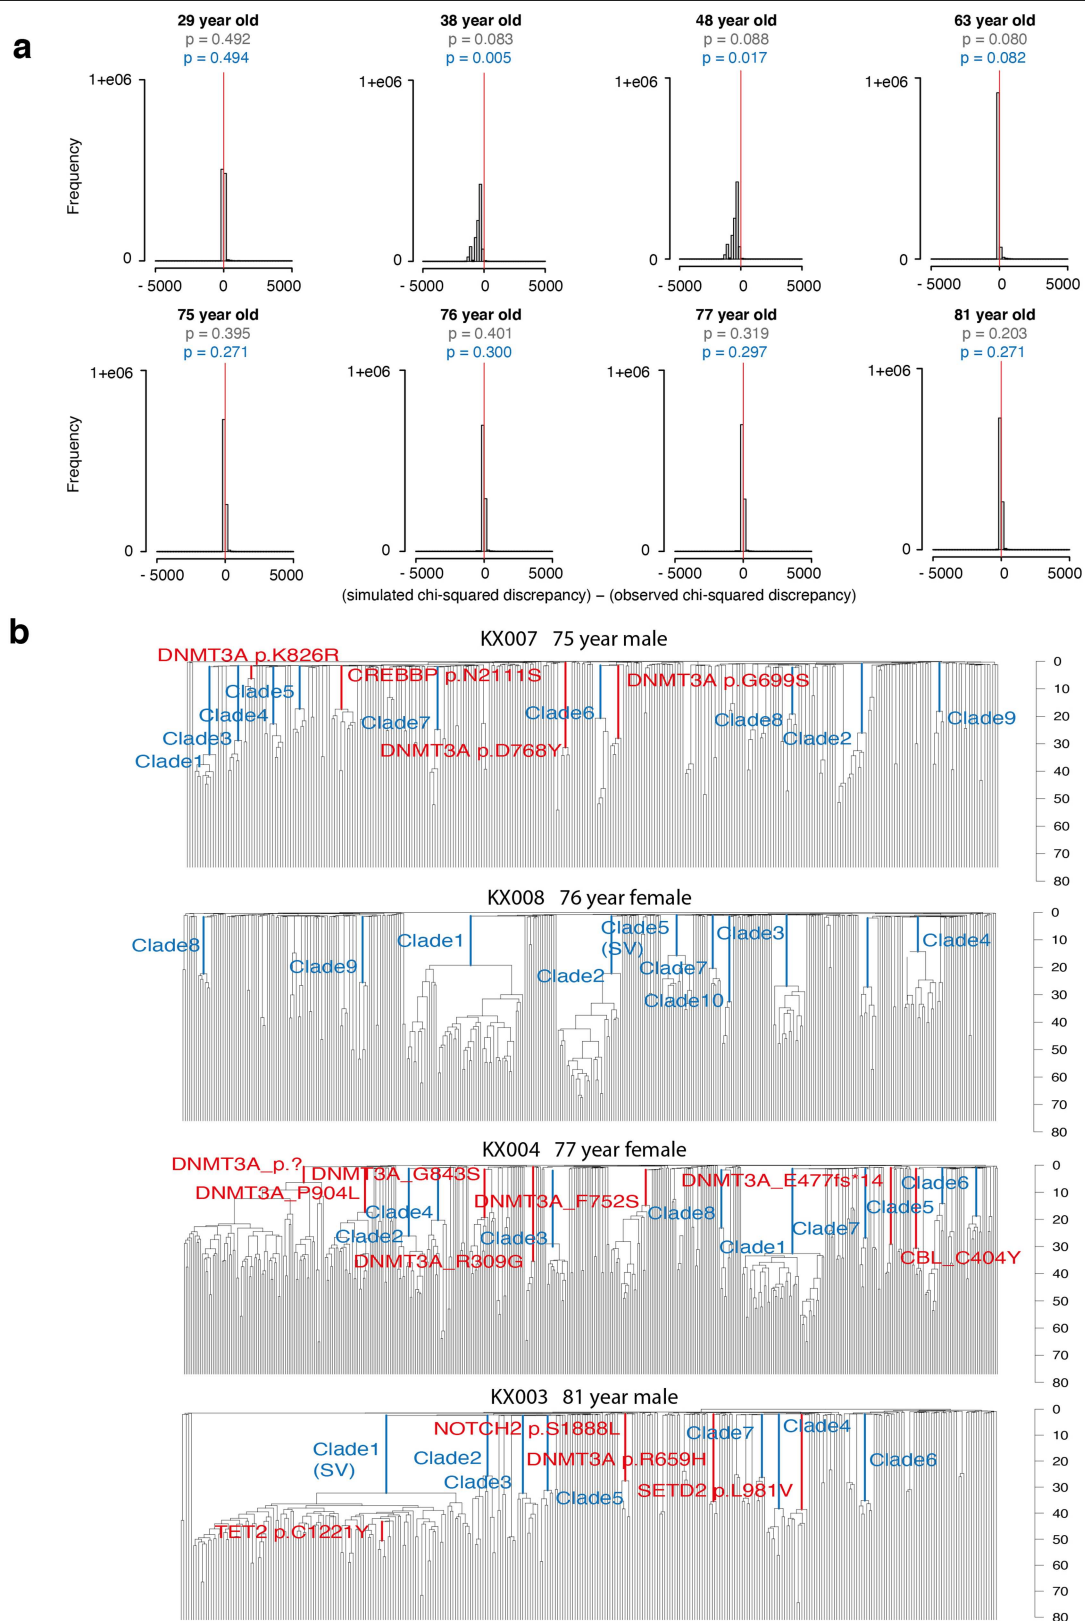 a
29 year old
p = 0.492
p = 0.494
38 year old
p = 0.083
p = 0.005
48 year old
p = 0.088
p = 0.017
63 year old
p = 0.080
p = 0.082
Frequency
1+e06
0
- 5000 0 5000
1+e06
0
- 5000 0 5000
1+e06
0
- 5000 0 5000
1+e06
0
- 5000 0 5000
75 year old
p = 0.395
p = 0.271
76 year old
p = 0.401
p = 0.300
77 year old
p = 0.319
p = 0.297
81 year old
p = 0.203
p = 0.271
Frequency
1+e06
0
- 5000 0 5000
1+e06
0
- 5000 0 5000
1+e06
0
- 5000 0 5000
1+e06
0
- 5000 0 5000
(simulated chi-squared discrepancy) – (observed chi-squared discrepancy)
b
KX007 75 year male
DNMT3A p.K826R
CREBBP p.N2111S
DNMT3A p.G699S
Clade5
Clade4
Clade7
Clade6
Clade8
Clade9
Clade3
Clade2
DNMT3A p.D768Y
Clade1
0
10
20
30
40
50
60
70
80
KX008 76 year female
Clade8
Clade1
Clade5
(SV)
Clade3
Clade4
Clade9
Clade2
Clade7
Clade10
0
10
20
30
40
50
60
70
80
KX004 77 year female
DNMT3A_p.?
DNMT3A_G843S
DNMT3A_E477fs*14
Clade6
DNMT3A_P904L
DNMT3A_F752S
Clade5
Clade4
Clade8
Clade7
Clade2
Clade3
Clade1
DNMT3A_R309G
CBL_C404Y
0
10
20
30
40
50
60
70
80
KX003 81 year male
NOTCH2 p.S1888L
Clade7
Clade4
Clade1
(SV)
Clade2
DNMT3A p.R659H
Clade6
Clade3
SETD2 p.L981V
Clade5
TET2 p.C1221Y
0
10
20
30
40
50
60
70
80